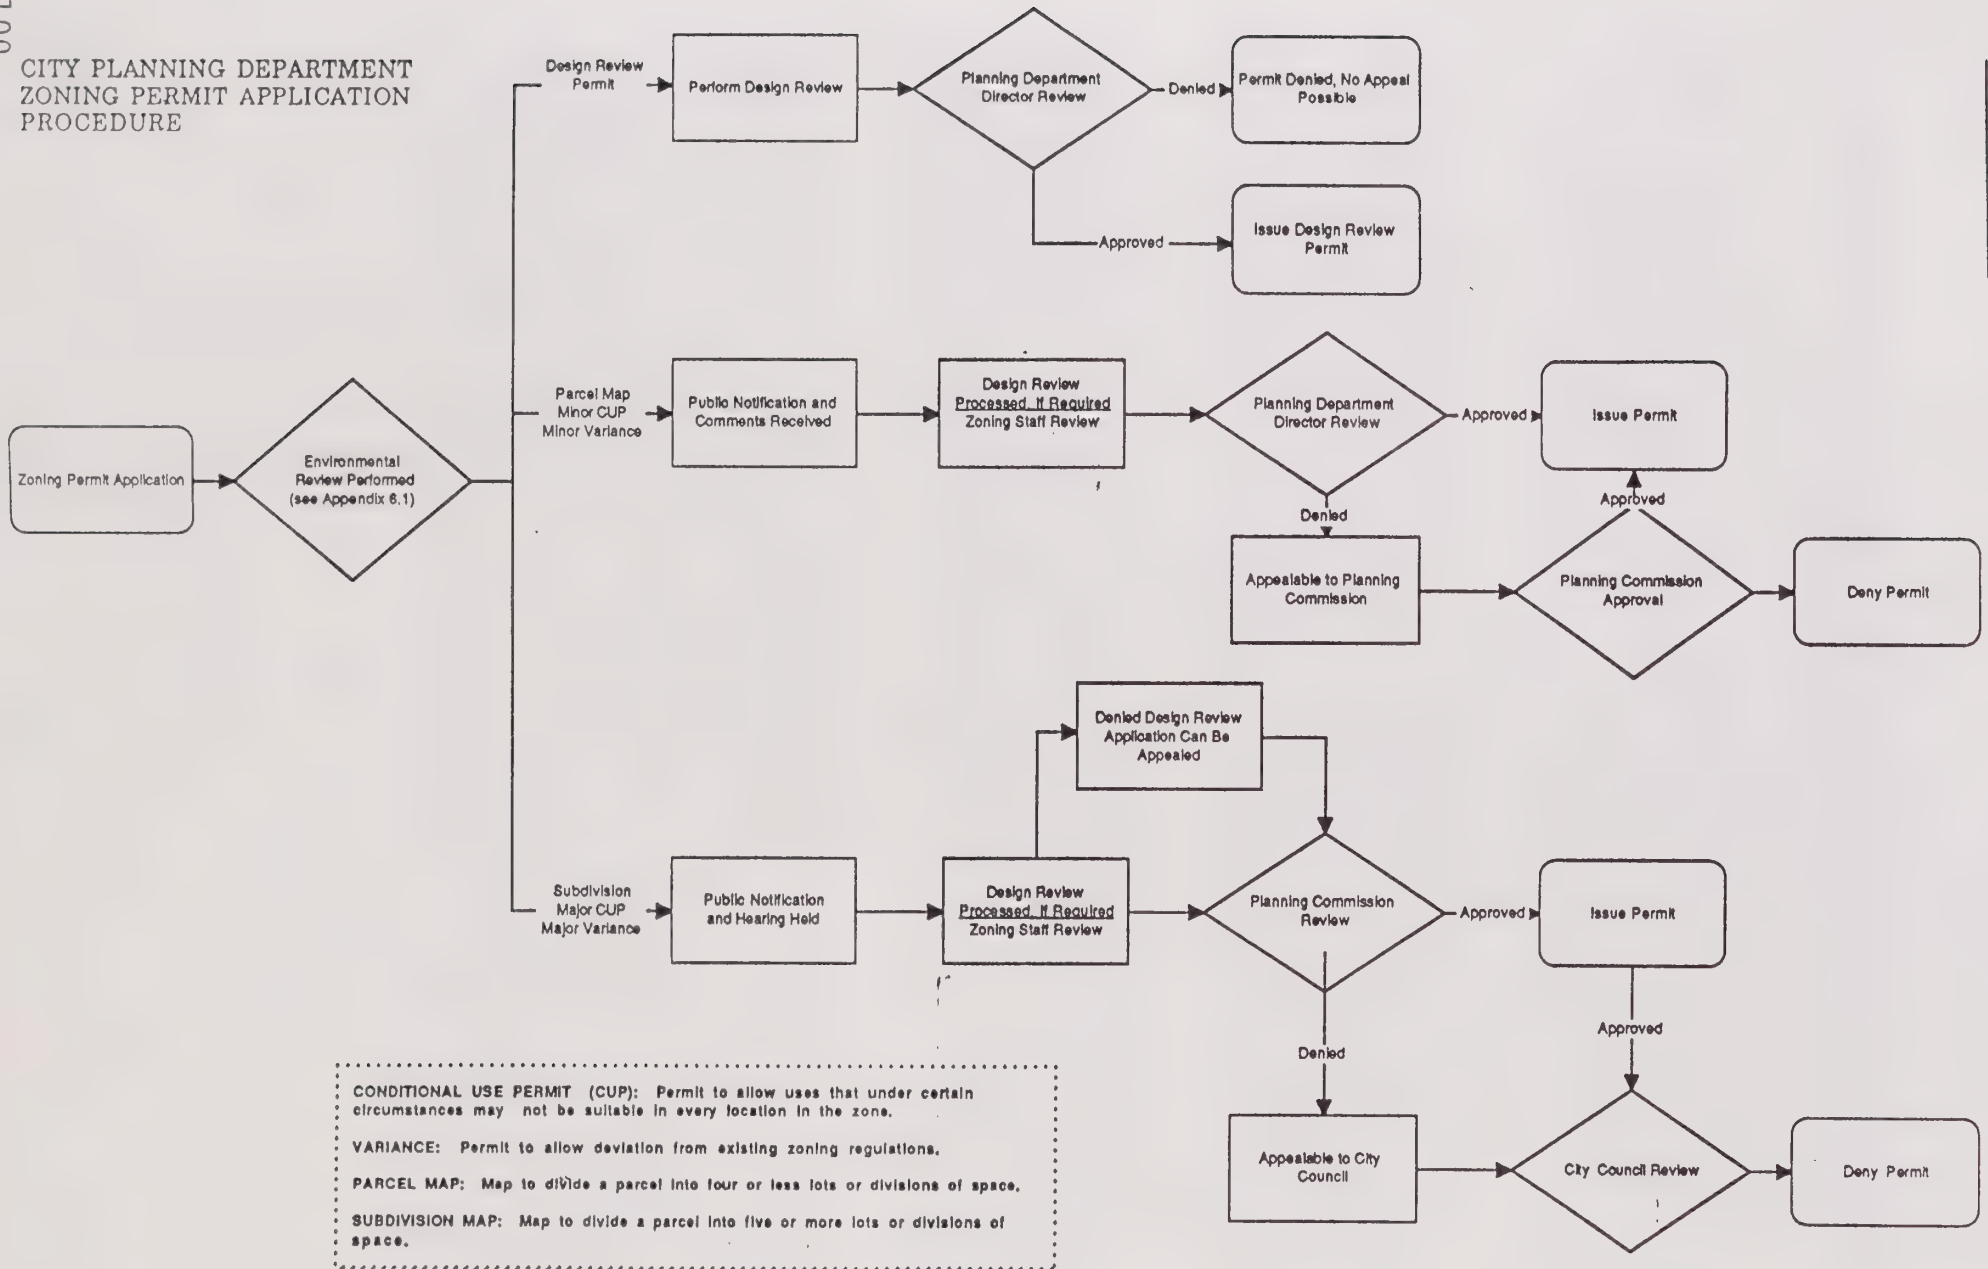 CITY PLANNING DEPARTMENT
ZONING PERMIT APPLICATION
PROCEDURE
Zoning Permit Application
Environmental
Review Performed
(see Appendix 6.1)
Design Review
Permit
Perform Design Review
Planning Department
Director Review
Denied
Permit Denied, No Appeal
Possible
Approved
Issue Design Review
Permit
Parcel Map
Minor CUP
Minor Variance
Public Notification and
Comments Received
Design Review
Processed, If Required
Zoning Staff Review
Planning Department
Director Review
Approved
Issue Permit
Denied
Approved
Appealable to Planning
Commission
Planning Commission
Approval
Deny Permit
Denied Design Review
Application Can Be
Appealed
Subdivision
Major CUP
Major Variance
Public Notification
and Hearing Held
Design Review
Processed, If Required
Zoning Staff Review
Planning Commission
Review
Approved
Issue Permit
Approved
Denied
Appealable to City
Council
City Council Review
Deny Permit
CONDITIONAL USE PERMIT (CUP): Permit to allow uses that under certain
circumstances may not be suitable in every location in the zone.
VARIANCE: Permit to allow deviation from existing zoning regulations.
PARCEL MAP: Map to divide a parcel into four or less lots or divisions of space.
SUBDIVISION MAP: Map to divide a parcel into five or more lots or divisions of
space.